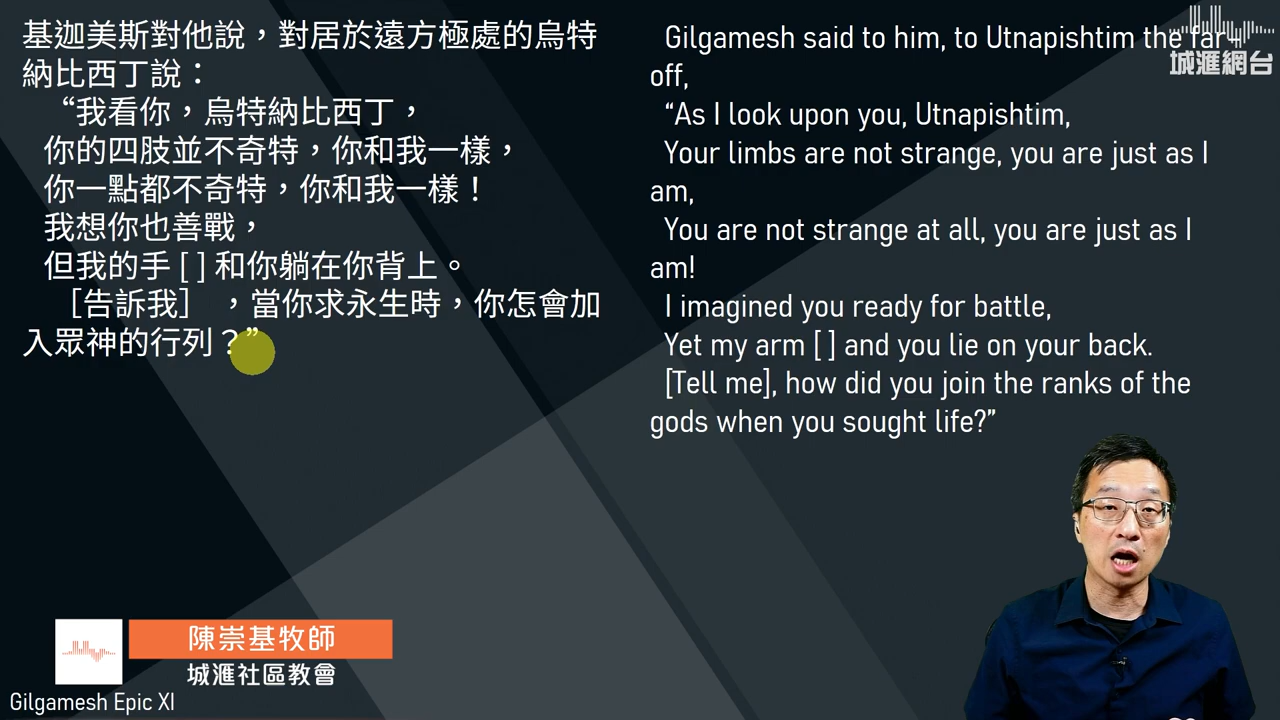 基迦美斯對他說，對居於遠方極處的烏特
納比西丁說：
“我看你，烏特納比西丁，
你的四肢並不奇特，你和我一樣，
你一點都不奇特，你和我一樣！
我想你也善戰，
但我的手 [ ] 和你躺在你背上。
［告訴我］ ，當你求永生時，你怎會加
入眾神的行列？”
Gilgamesh said to him, to Utnapishtim the far -
off,
“As I look upon you, Utnapishtim,
Your limbs are not strange, you are just as I
am,
You are not strange at all, you are just as I
am!
I imagined you ready for battle,
Yet my arm [ ] and you lie on your back.
[Tell me], how did you join the ranks of the
gods when you sought life?”
城滙網台
陳崇基牧師
城滙社區教會
Gilgamesh Epic XI